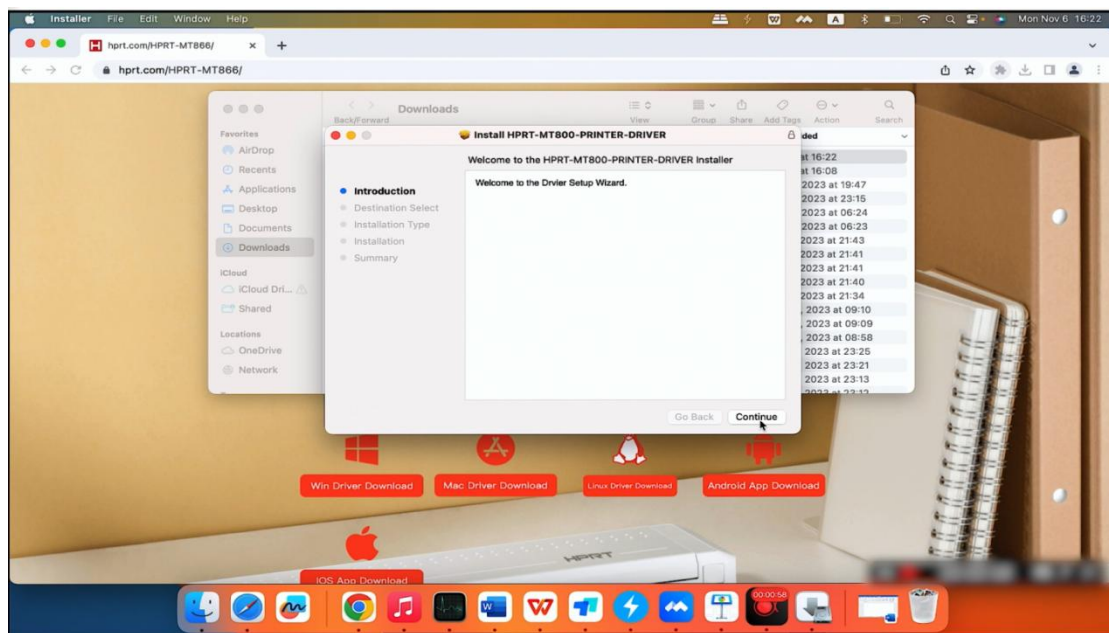 Installer File Edit Window Help
A
Mon Nov 6 16:22
hprt.com/HPRT-MT866/
hprt.com/HPRT-MT866/
Downloads
Back/Forward View Group Share Add Tags Action Search
Favorites
AirDrop
Recents
Applications
Desktop
Documents
Downloads
iCloud
iCloud Dri...
Shared
Locations
OneDrive
Network
Install HPRT-MT800-PRINTER-DRIVER
Welcome to the HPRT-MT800-PRINTER-DRIVER Installer
Introduction
Destination Select
Installation Type
Installation
Summary
Welcome to the Drvier Setup Wizard.
Go Back Continue
ded
at 16:22
at 16:08
2023 at 19:47
2023 at 23:15
2023 at 06:24
2023 at 06:23
2023 at 21:43
2023 at 21:41
2023 at 21:41
2023 at 21:40
2023 at 21:34
, 2023 at 09:10
, 2023 at 09:09
, 2023 at 08:58
2023 at 23:25
2023 at 23:21
2023 at 23:13
Win Driver Download Mac Driver Download Linux Driver Download Android App Download
IOS App Download
HPRT
00:00:58